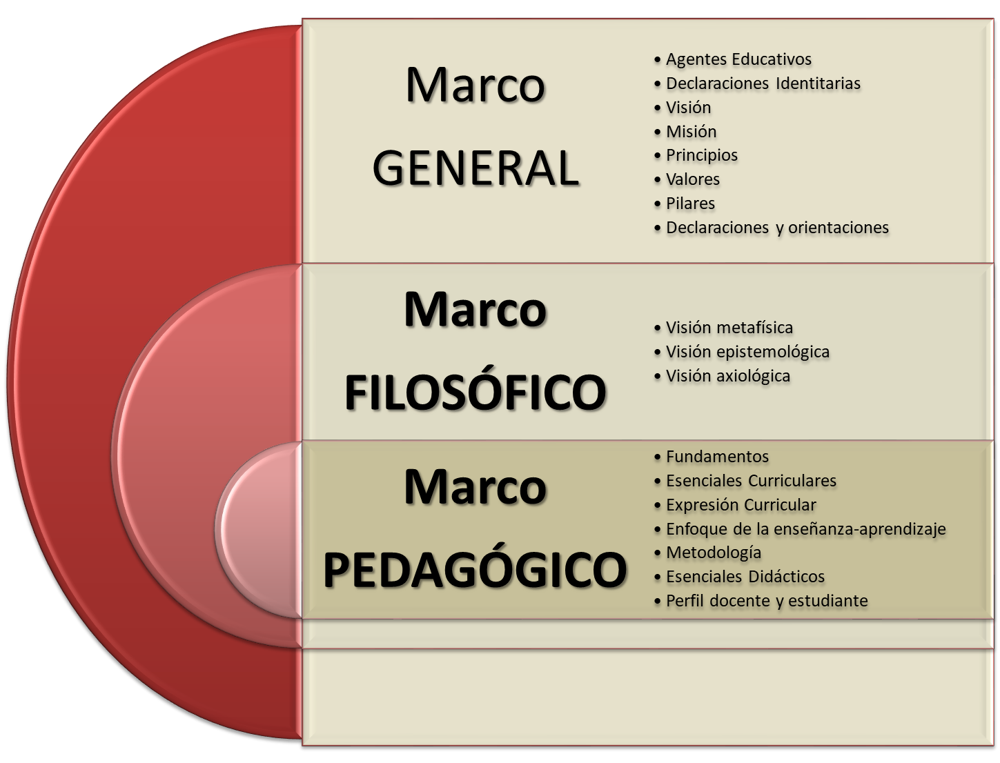 Marco
GENERAL
• Agentes Educativos
• Declaraciones Identitarias
• Visión
• Misión
• Principios
• Valores
• Pilares
• Declaraciones y orientaciones
Marco
FILOSÓFICO
• Visión metafísica
• Visión epistemológica
• Visión axiológica
Marco
PEDAGÓGICO
• Fundamentos
• Esenciales Curriculares
• Expresión Curricular
• Enfoque de la enseñanza-aprendizaje
• Metodología
• Esenciales Didácticos
• Perfil docente y estudiante